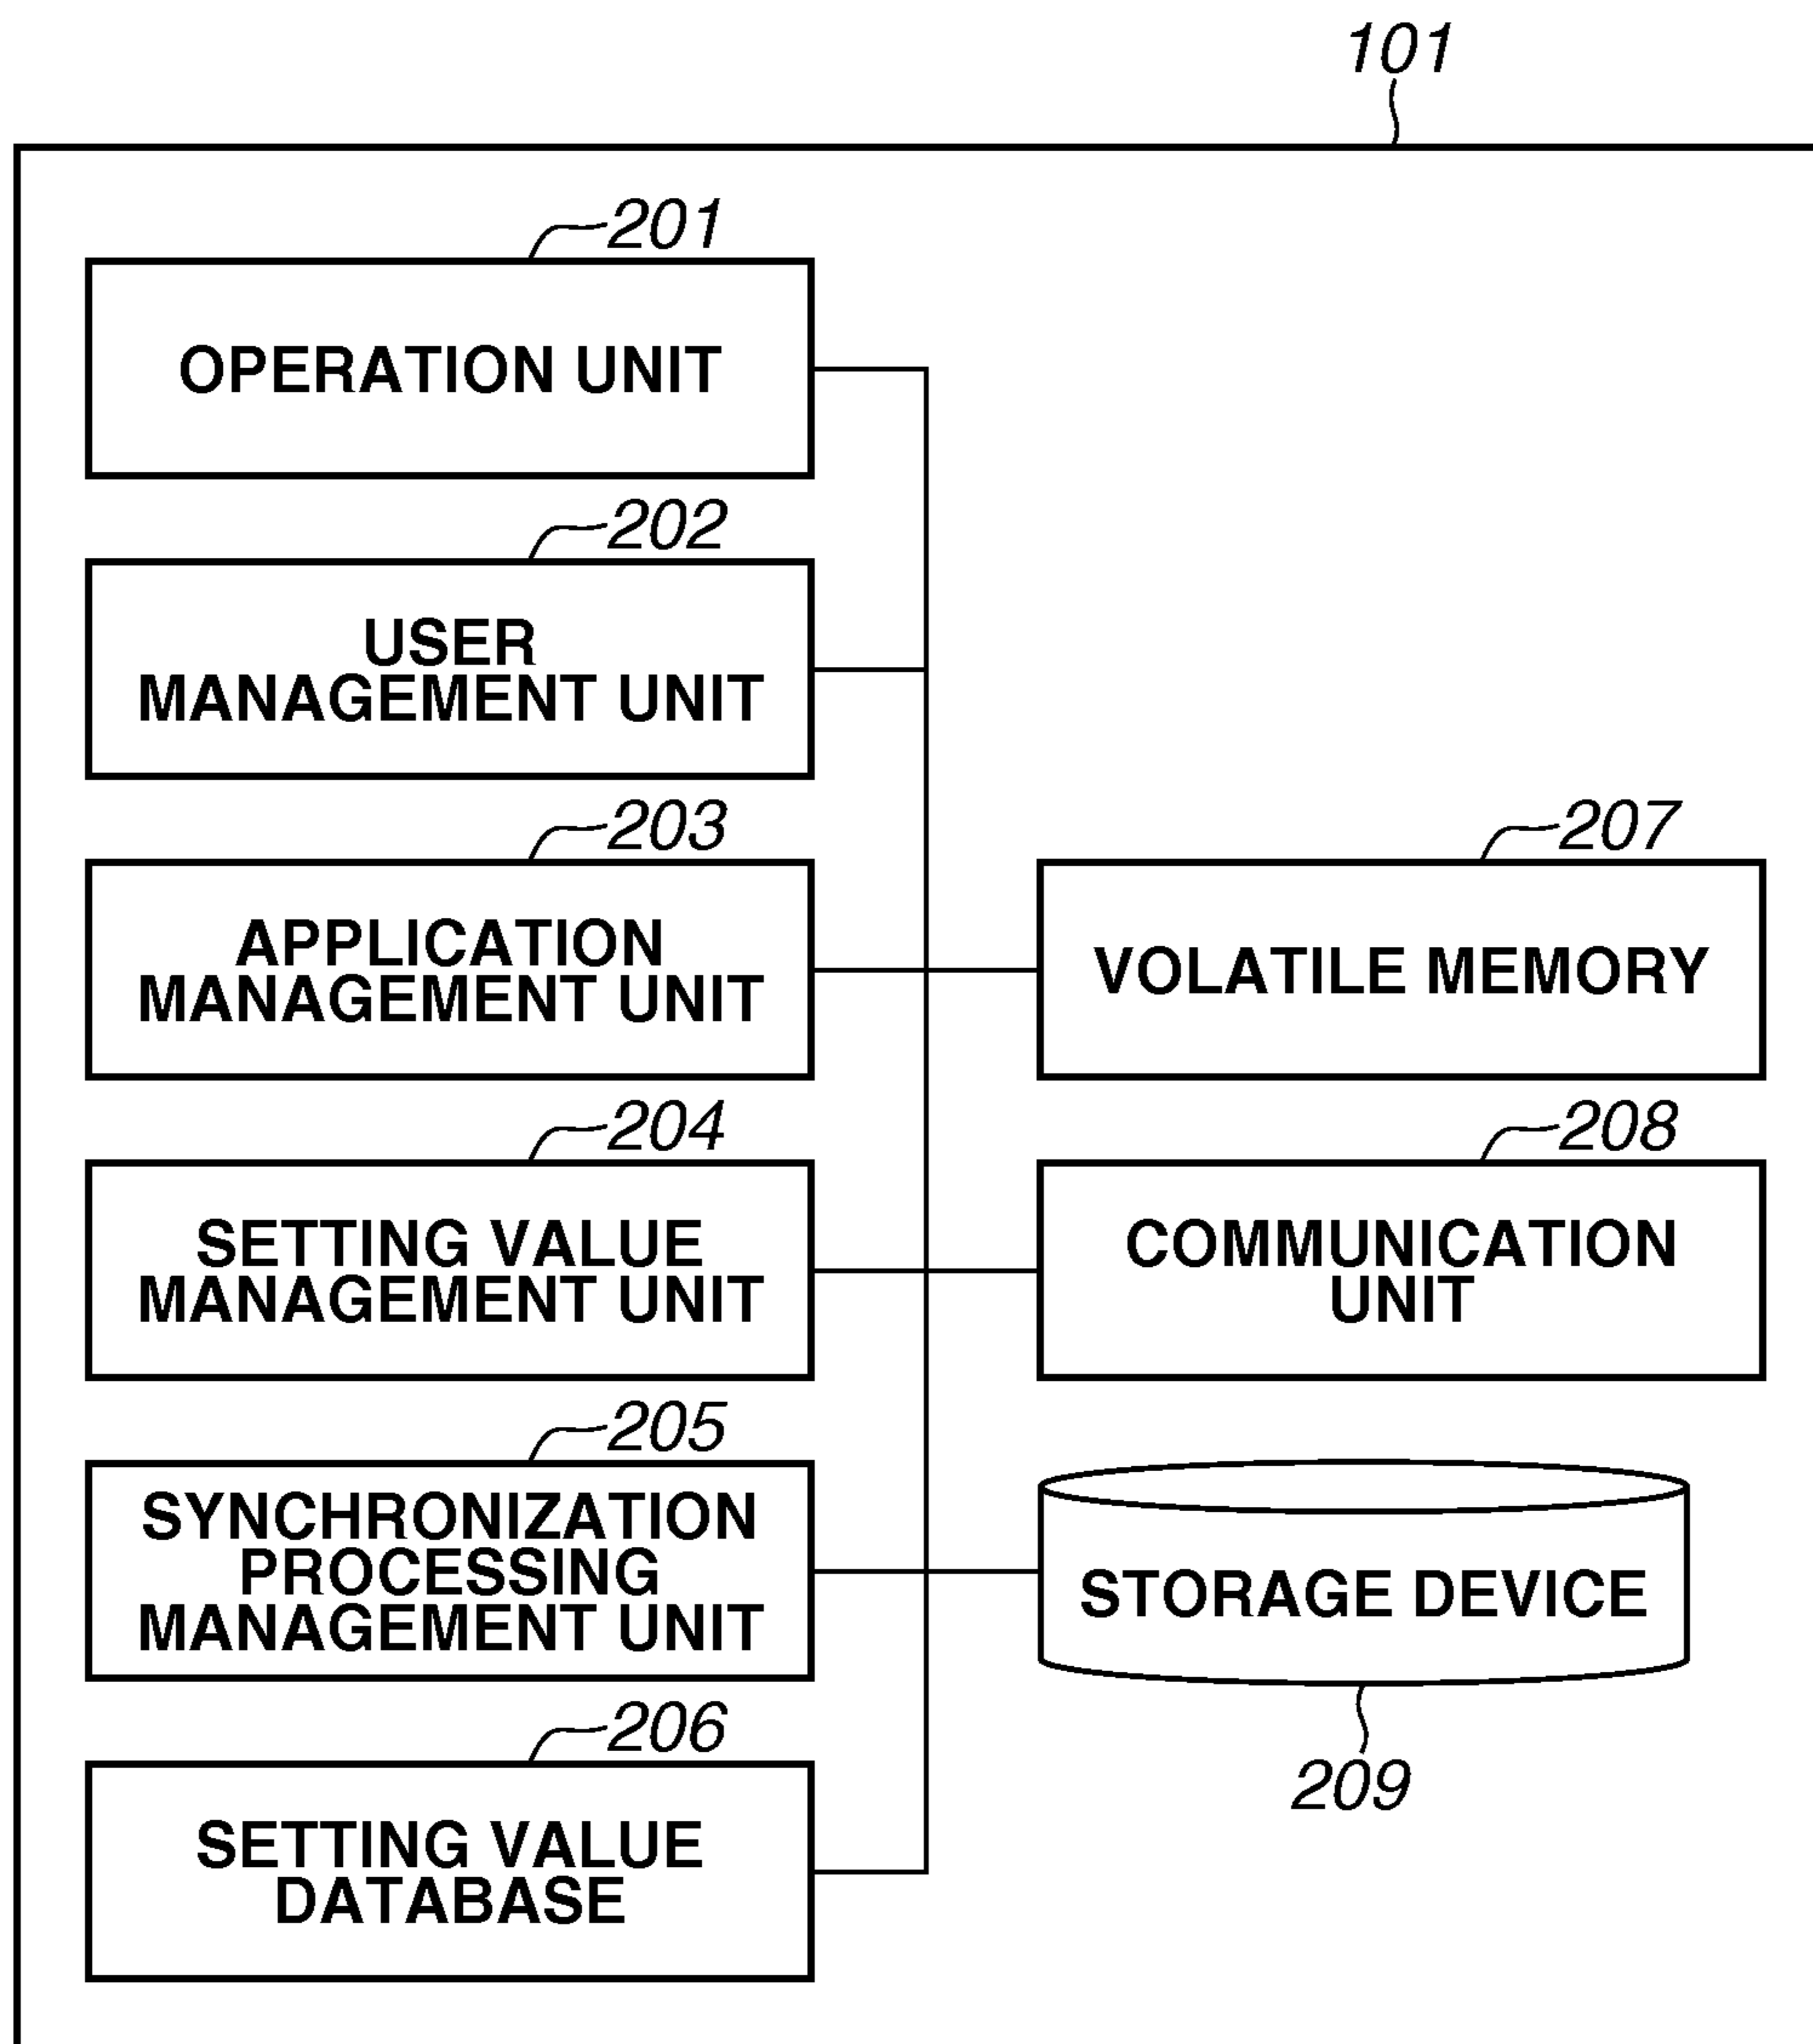 101
201
OPERATION UNIT
202
USER
MANAGEMENT UNIT
203
APPLICATION
MANAGEMENT UNIT
204
SETTING VALUE
MANAGEMENT UNIT
205
SYNCHRONIZATION
PROCESSING
MANAGEMENT UNIT
206
SETTING VALUE
DATABASE
207
VOLATILE MEMORY
208
COMMUNICATION
UNIT
STORAGE DEVICE
209